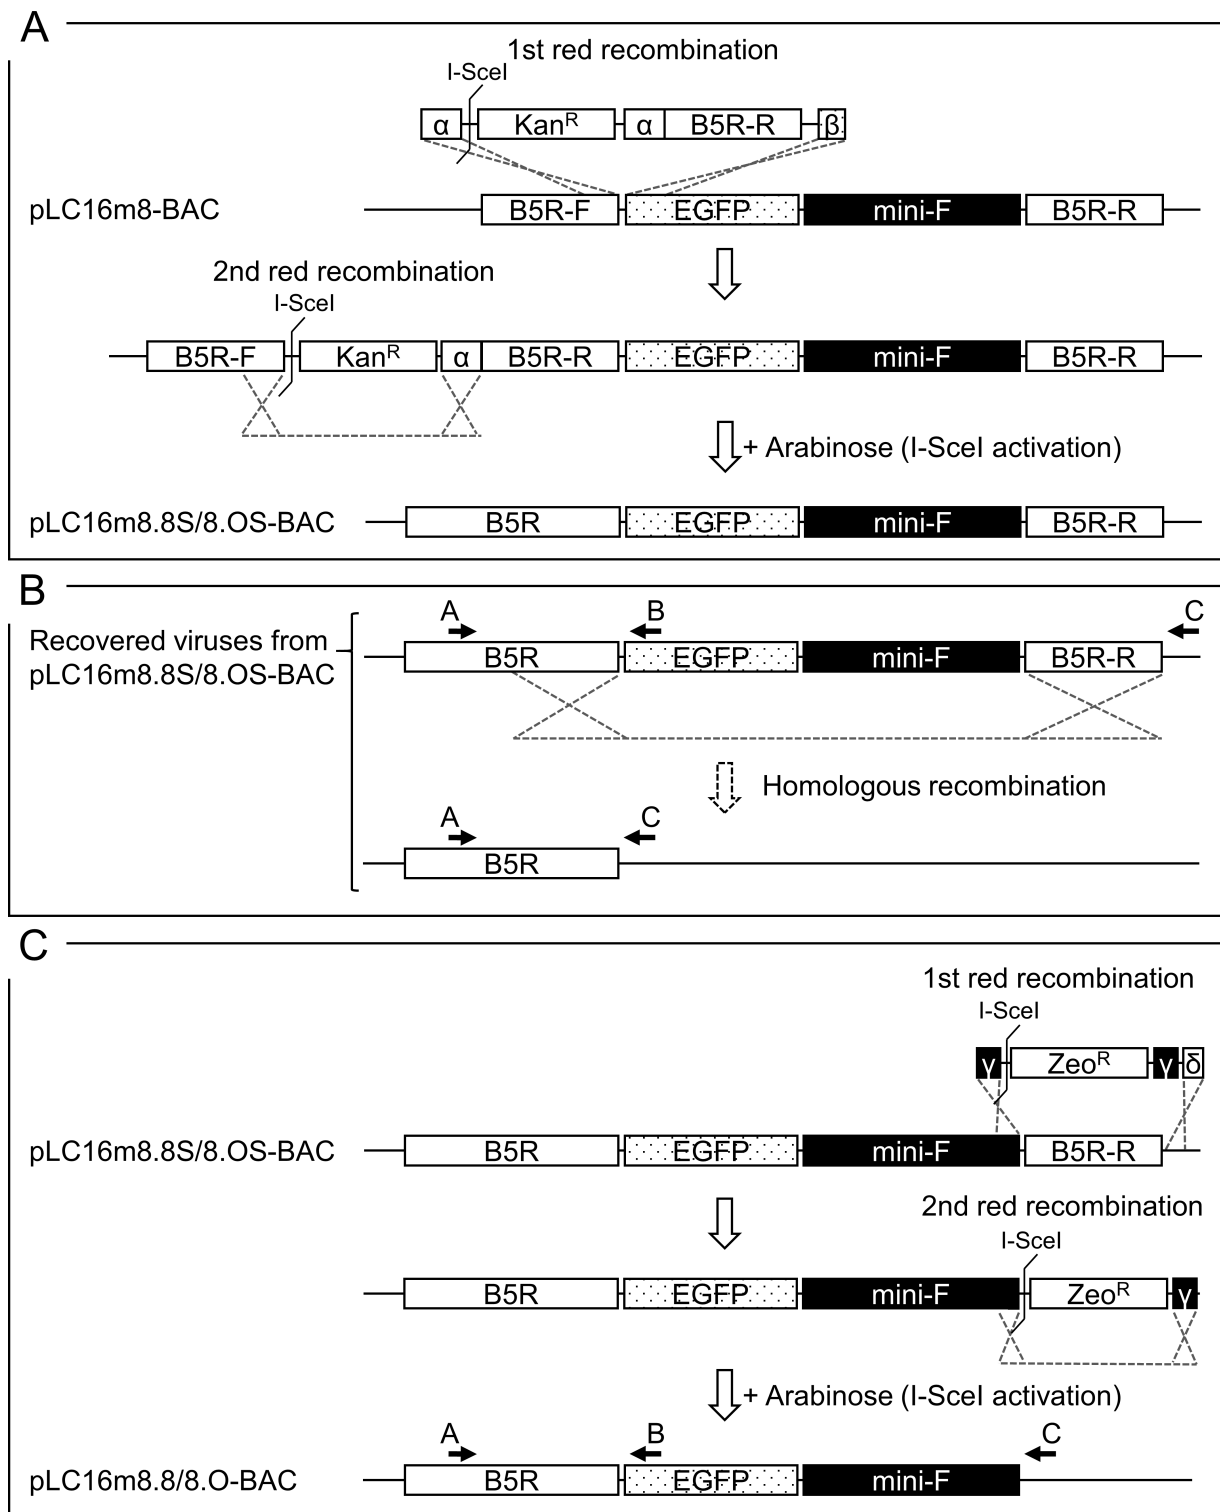 A
1st red recombination
I-SceI
α KanR α B5R-R β
pLC16m8-BAC B5R-F EGFP mini-F B5R-R
2nd red recombination
I-SceI
B5R-F KanR α B5R-R EGFP mini-F B5R-R
+ Arabinose (I-SceI activation)
pLC16m8.8S/8.OS-BAC B5R EGFP mini-F B5R-R
B
A B C
Recovered viruses from
pLC16m8.8S/8.OS-BAC
B5R EGFP mini-F B5R-R
Homologous recombination
A C
B5R
C
1st red recombination
I-SceI
γ ZeoR γ δ
pLC16m8.8S/8.OS-BAC B5R EGFP mini-F B5R-R
2nd red recombination
I-SceI
B5R EGFP mini-F ZeoR γ
+ Arabinose (I-SceI activation)
A B C
pLC16m8.8/8.O-BAC B5R EGFP mini-F